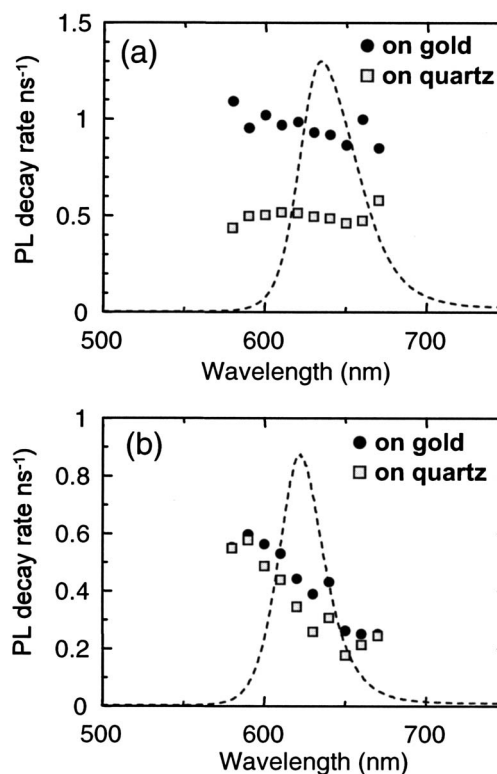 1.5
(a)
on gold
on quartz
1
0.5
0
PL decay rate ns⁻¹
500
600
700
Wavelength (nm)
1
(b)
on gold
on quartz
0.8
0.6
0.4
0.2
0
PL decay rate ns⁻¹
500
600
700
Wavelength (nm)